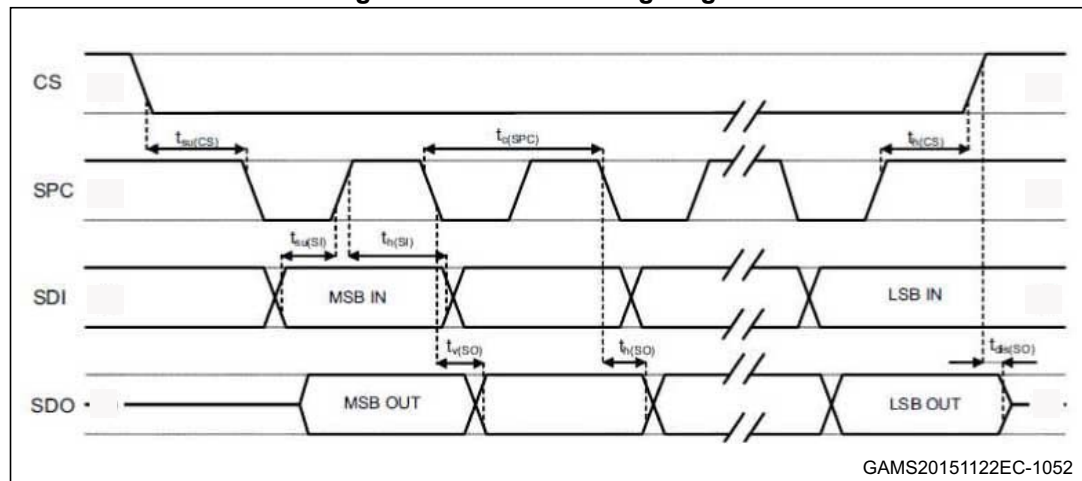 CS
t_su(CS)
t_c(SPC)
t_h(CS)
SPC
t_su(SI)
t_h(SI)
SDI
MSB IN
LSB IN
t_v(SO)
t_h(SO)
t_dis(SO)
SDO
MSB OUT
LSB OUT
GAMS20151122EC-1052